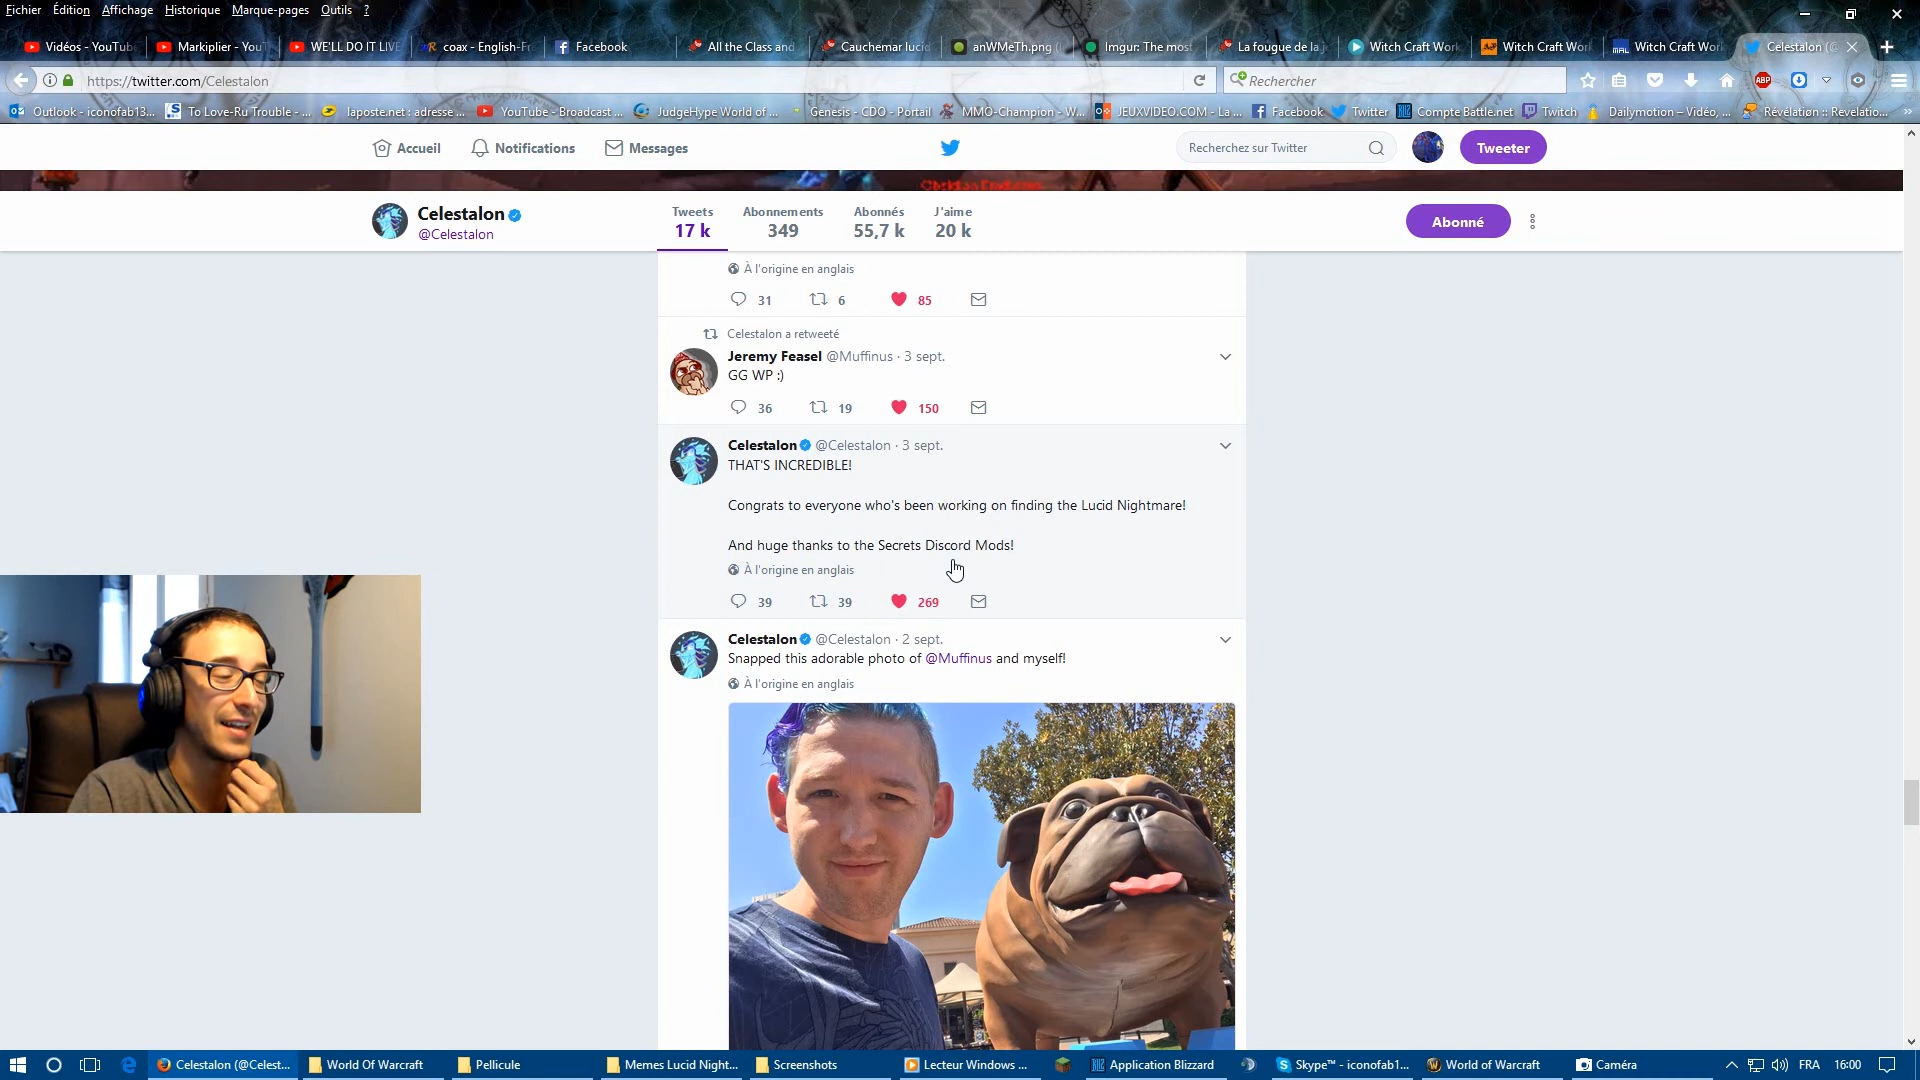 Fichier Édition Affichage Historique Marque-pages Outils ?
Vidéos - YouTub
Markiplier - You
WE'LL DO IT LIVE
coax - English-Fr
Facebook
All the Class and
Cauchemar lucid
anWMeTh.png (
Imgur: The most
La fougue de la
Witch Craft Work
Witch Craft Wor
Witch Craft Wor
Celestalon (@
https://twitter.com/Celestalon
Rechercher
Outlook - iconofab13...
To Love-Ru Trouble - ...
laposte.net : adresse ...
YouTube - Broadcast ...
JudgeHype World of ...
Genesis - CDO - Portail
MMO-Champion - W...
JEUXVIDEO.COM - La ...
Facebook
Twitter
Compte Battle.net
Twitch
Dailymotion – Vidéo, ...
Révélatiøn :: Revelatio...
Accueil Notifications Messages
Recherchez sur Twitter
Tweeter
Celestalon
@Celestalon
Tweets
17 k
Abonnements
349
Abonnés
55,7 k
J'aime
20 k
Abonné
À l'origine en anglais
31 6 85
Celestalon a retweeté
Jeremy Feasel @Muffinus · 3 sept.
GG WP :)
36 19 150
Celestalon @Celestalon · 3 sept.
THAT'S INCREDIBLE!
Congrats to everyone who's been working on finding the Lucid Nightmare!
And huge thanks to the Secrets Discord Mods!
À l'origine en anglais
39 39 269
Celestalon @Celestalon · 2 sept.
Snapped this adorable photo of @Muffinus and myself!
À l'origine en anglais
Celestalon (@Celest...
World Of Warcraft
Pellicule
Memes Lucid Night...
Screenshots
Lecteur Windows ...
Application Blizzard
Skype™ - iconofab1...
World of Warcraft
Caméra
FRA 16:00